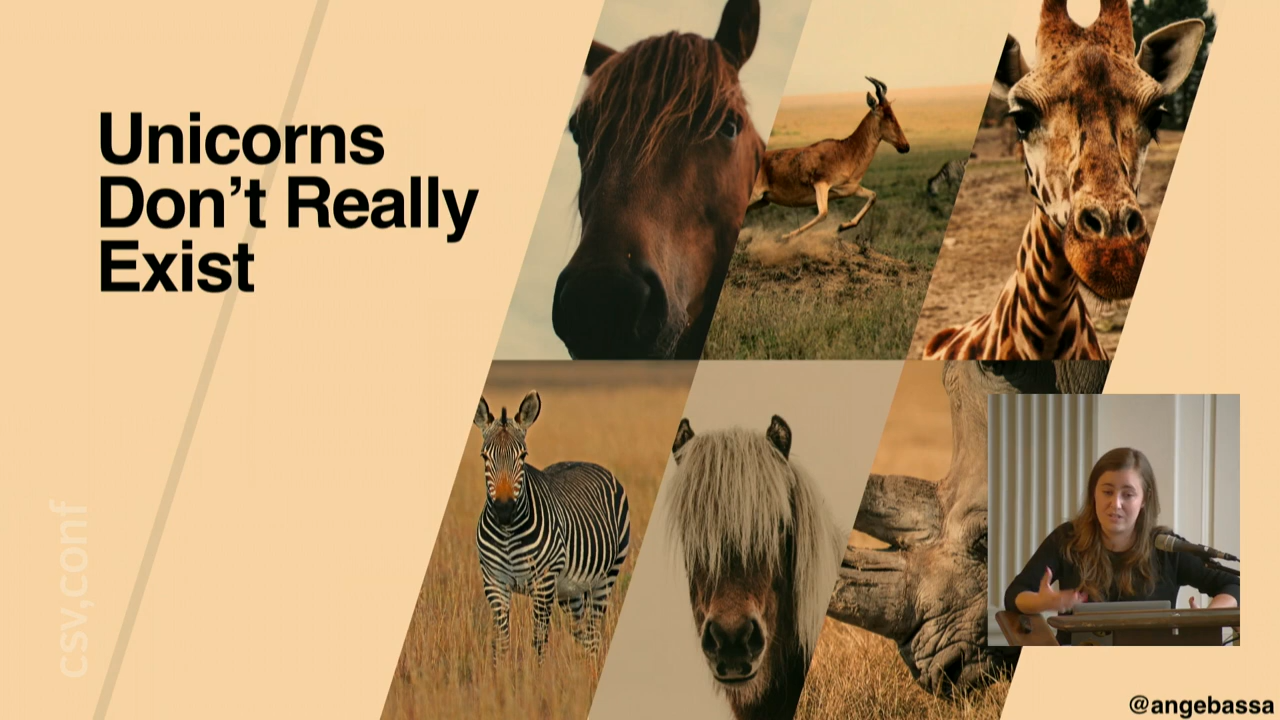 Unicorns
Don’t Really
Exist
csv,conf
@angebassa